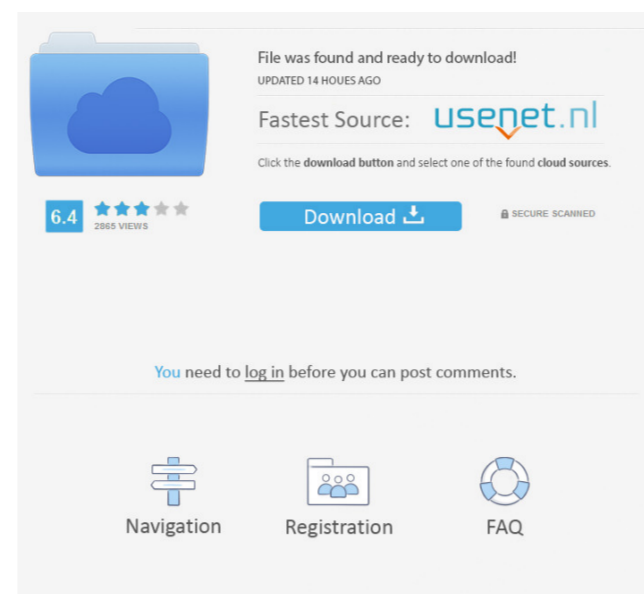 File was found and ready to download!
UPDATED 14 HOUES AGO
Fastest Source: usenet.nl
Click the download button and select one of the found cloud sources.
6.4
2865 VIEWS
Download
SECURE SCANNED
You need to log in before you can post comments.
Navigation
Registration
FAQ